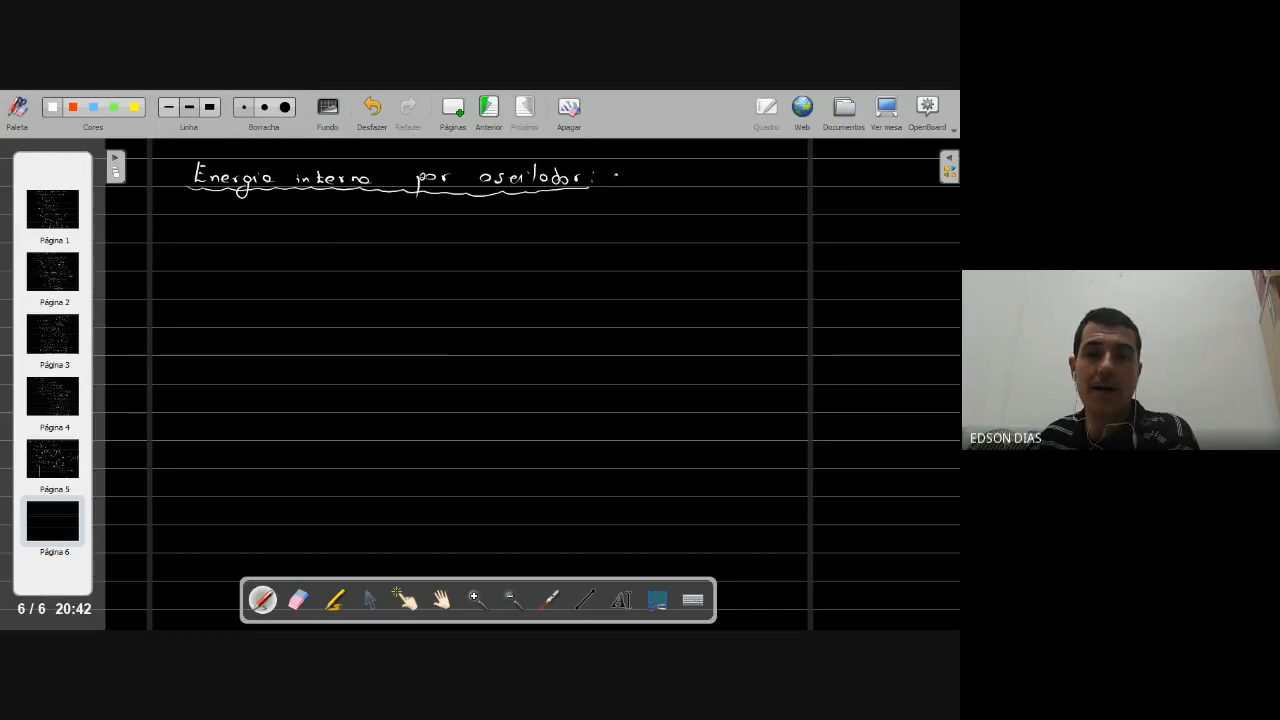 Paleta
Cores
Linha
Borracha
Fundo
Desfazer
Refazer
Páginas
Anterior
Próximo
Apagar
Quadro
Web
Documentos
Ver mesa
OpenBoard
Energia interna por oscilador:
Página 1
Página 2
Página 3
Página 4
Página 5
Página 6
6 / 6 20:42
AI
EDSON DIAS